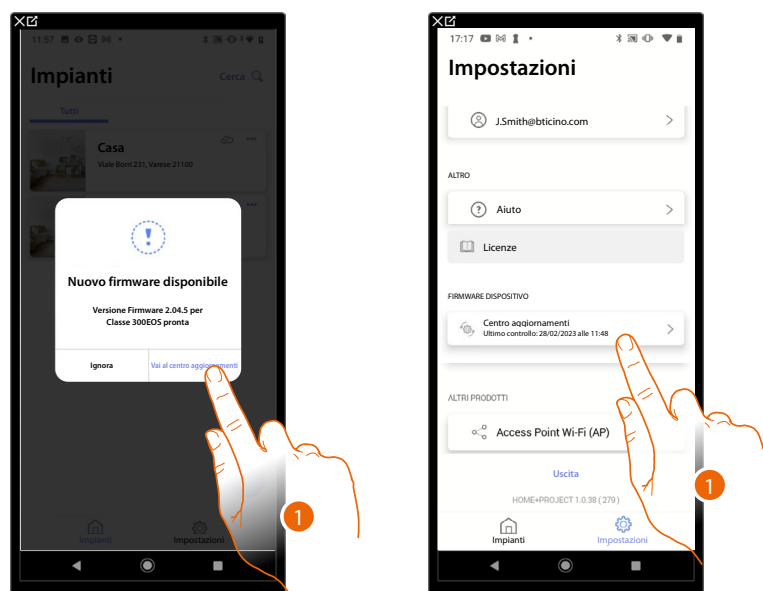 11:57
Impianti
Cerca
Tutti
Casa
Viale Borri 231, Varese 21100
Nuovo firmware disponibile
Versione Firmware 2.04.5 per
Classe 300EOS pronta
Ignora
Vai al centro aggiornamenti
1
Impianti
Impostazioni
17:17
Impostazioni
J.Smith@bticino.com
ALTRO
Aiuto
Licenze
FIRMWARE DISPOSITIVO
Centro aggiornamenti
Ultimo controllo: 28/02/2023 alle 11:48
ALTRI PRODOTTI
Access Point Wi-Fi (AP)
Uscita
1
HOME+PROJECT 1.0.38 ( 279 )
Impianti
Impostazioni